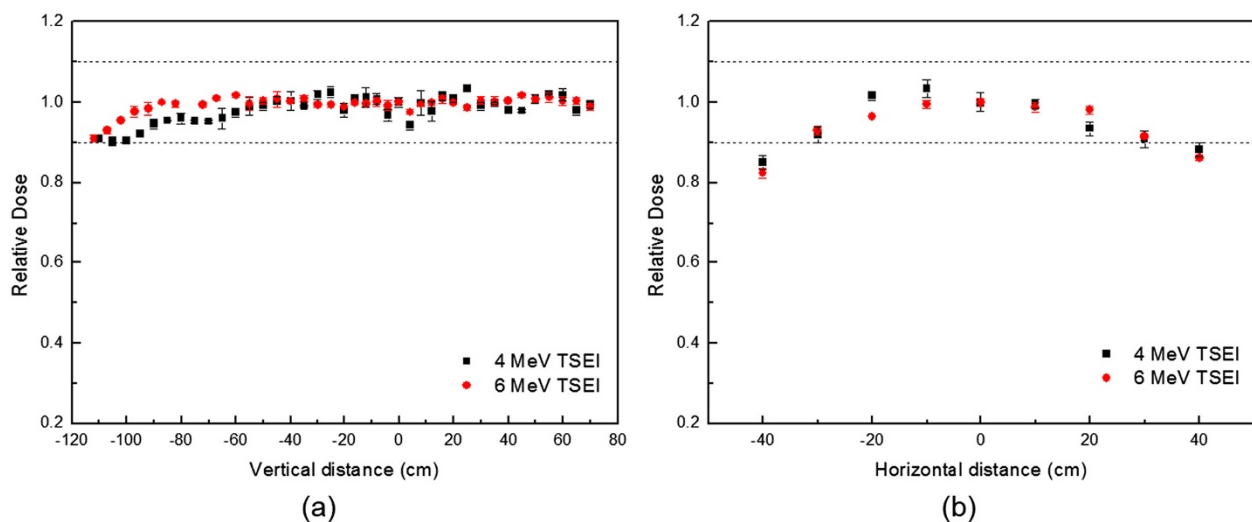 1.2
1.0
0.8
0.6
0.4
0.2
Relative Dose
4 MeV TSEI
6 MeV TSEI
-120 -100 -80 -60 -40 -20 0 20 40 60 80
Vertical distance (cm)
(a)
1.2
1.0
0.8
0.6
0.4
0.2
Relative Dose
4 MeV TSEI
6 MeV TSEI
-40 -20 0 20 40
Horizontal distance (cm)
(b)